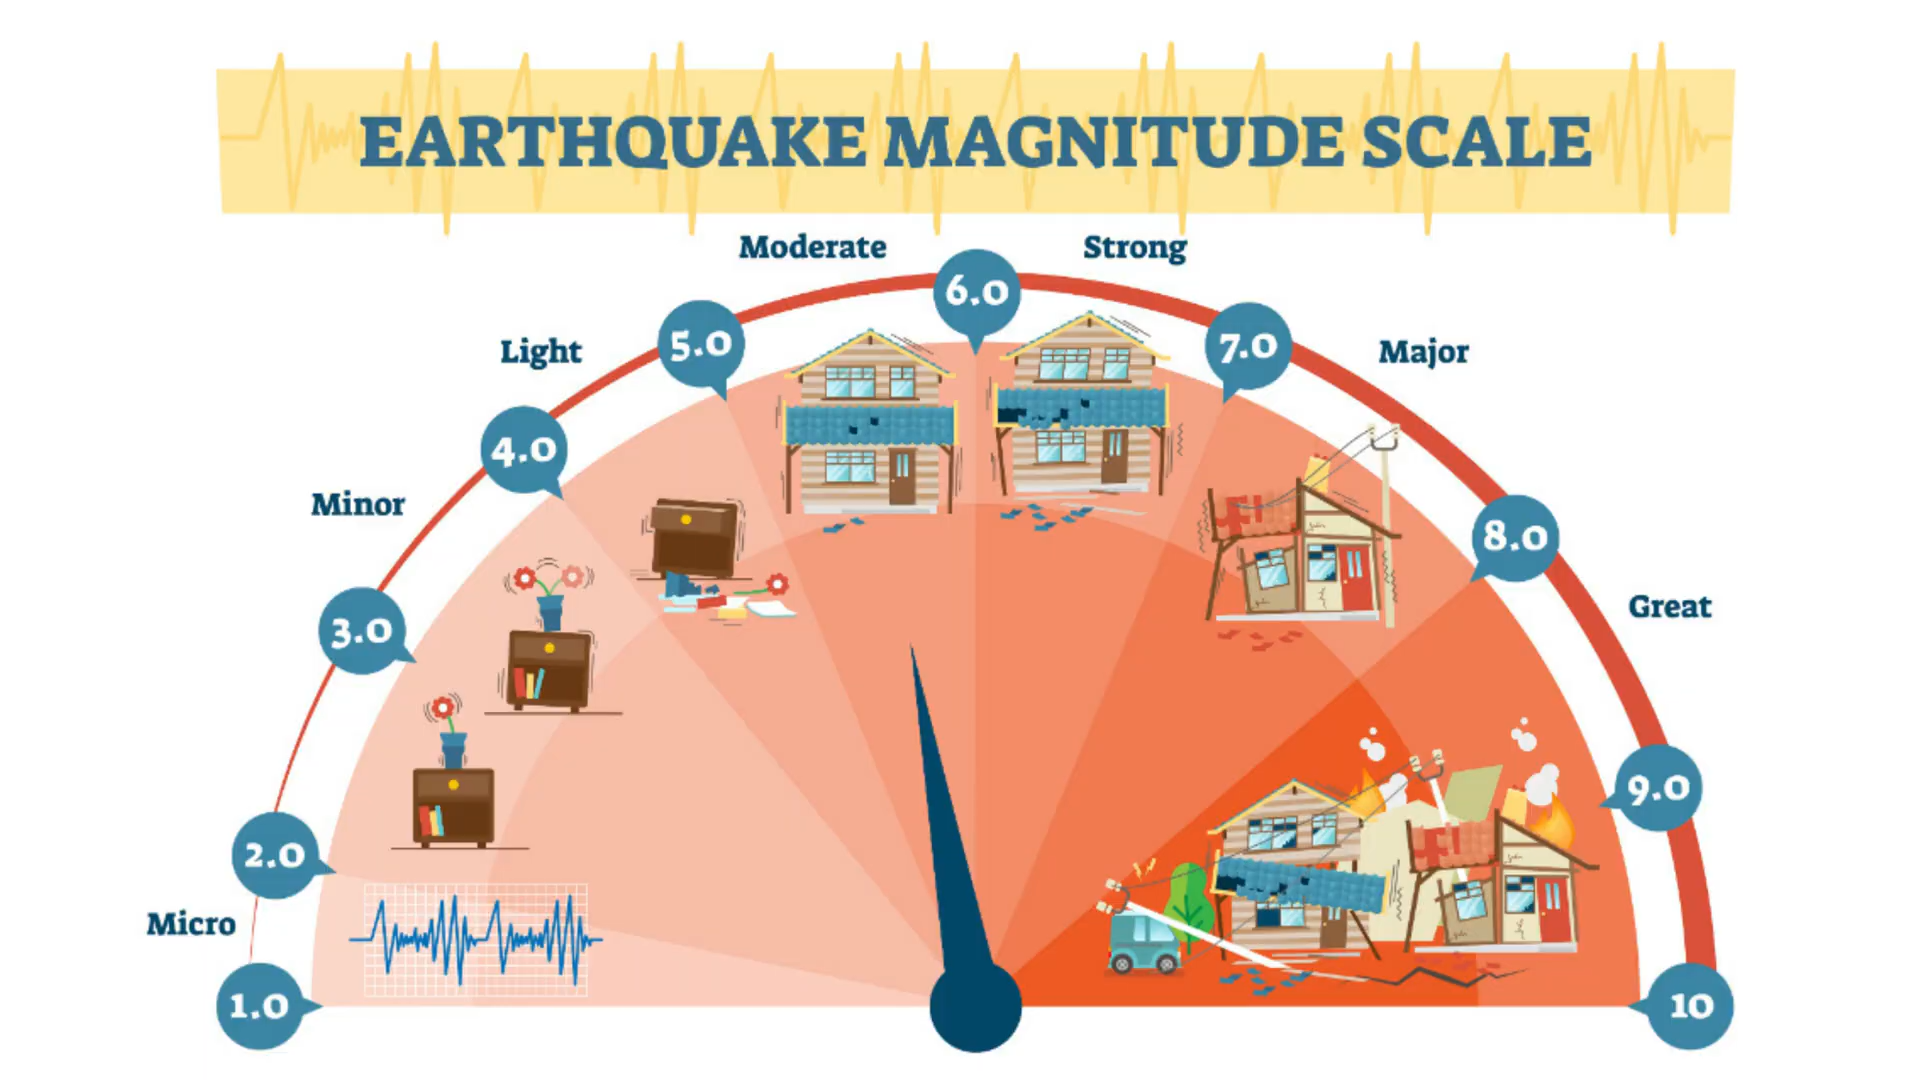 EARTHQUAKE MAGNITUDE SCALE
Moderate
Strong
6.0
5.0
7.0
Light
Major
4.0
8.0
Minor
3.0
Great
9.0
2.0
Micro
1.0
10